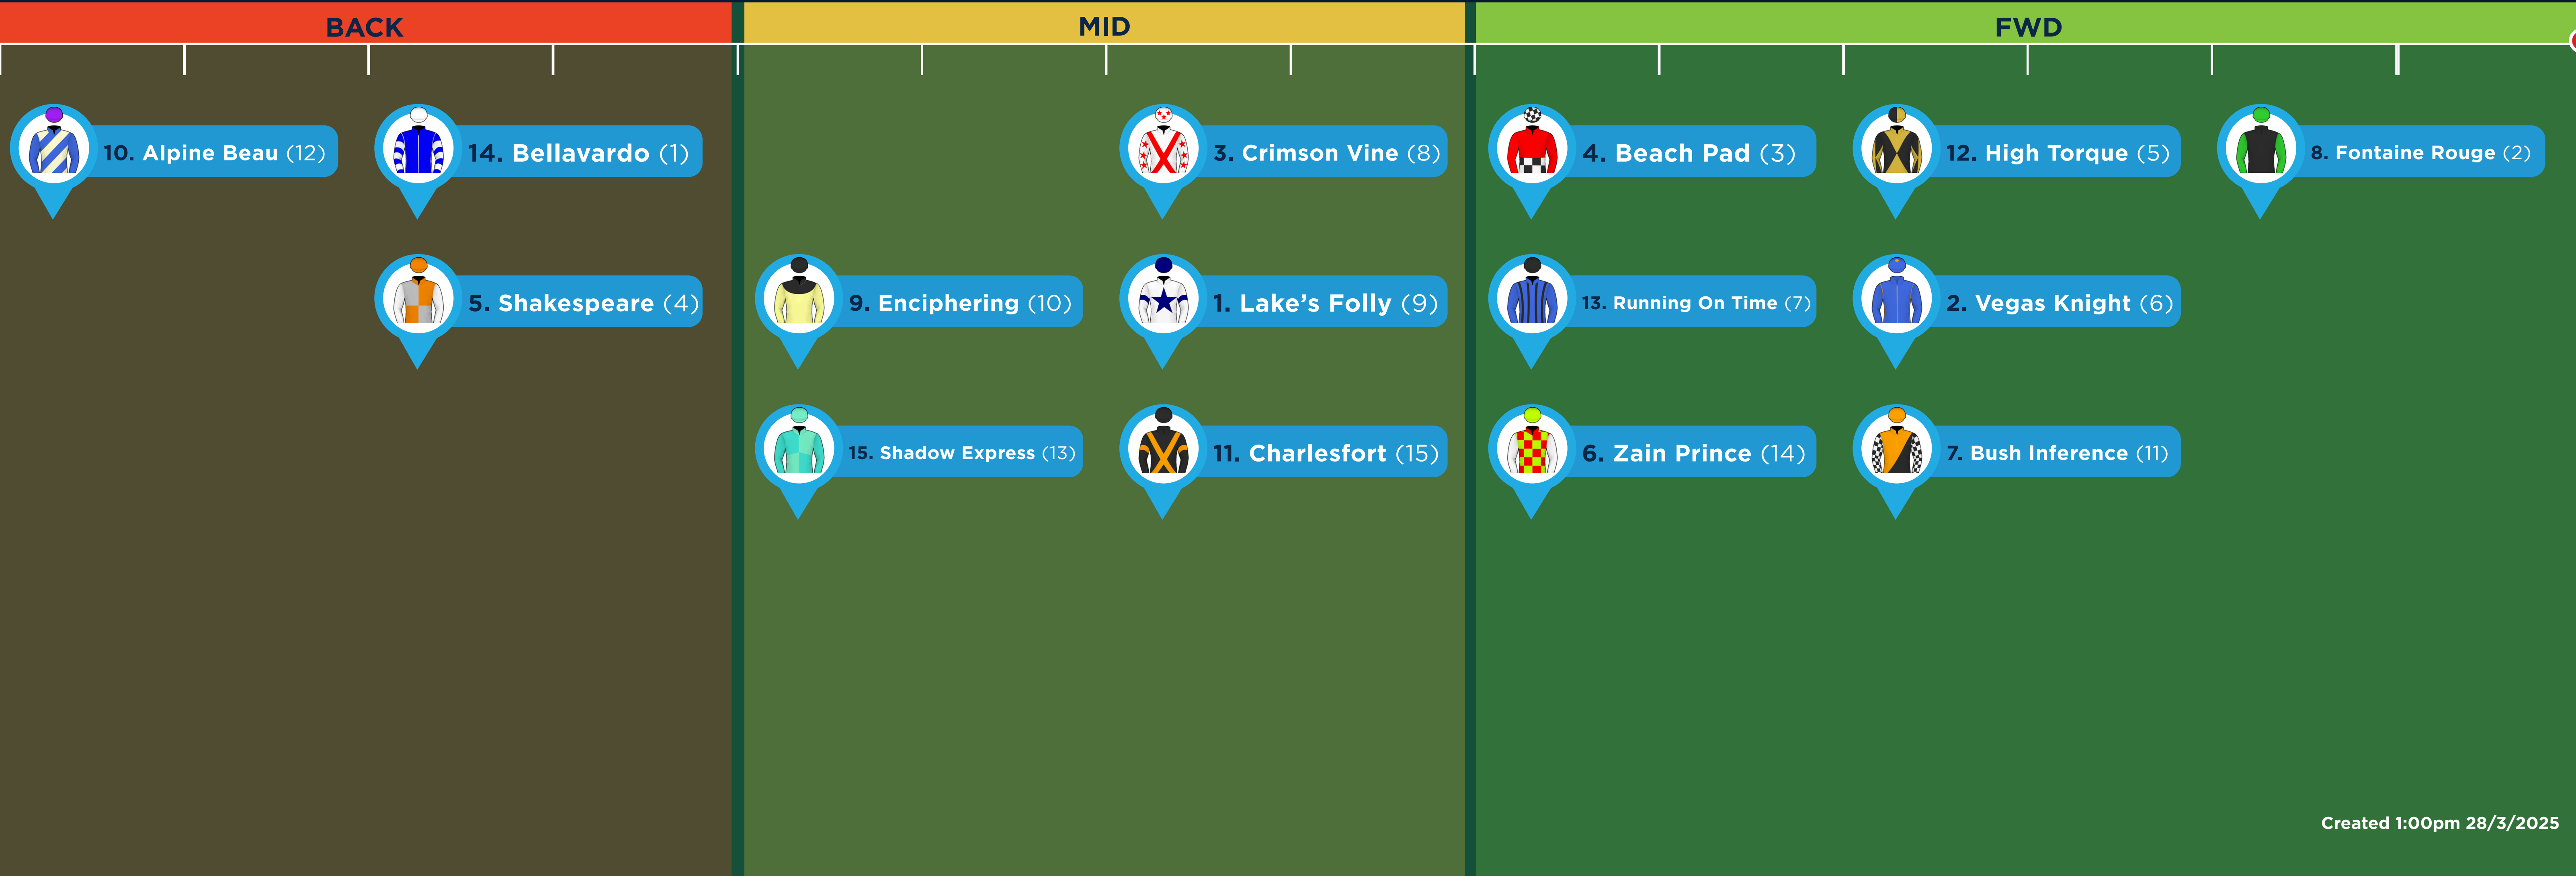 BACK MID FWD
10. Alpine Beau (12) 14. Bellavardo (1) 3. Crimson Vine (8) 4. Beach Pad (3) 12. High Torque (5) 8. Fontaine Rouge (2)
5. Shakespeare (4) 9. Enciphering (10) 1. Lake’s Folly (9) 13. Running On Time (7) 2. Vegas Knight (6)
15. Shadow Express (13) 11. Charlesfort (15) 6. Zain Prince (14) 7. Bush Inference (11)
Created 1:00pm 28/3/2025